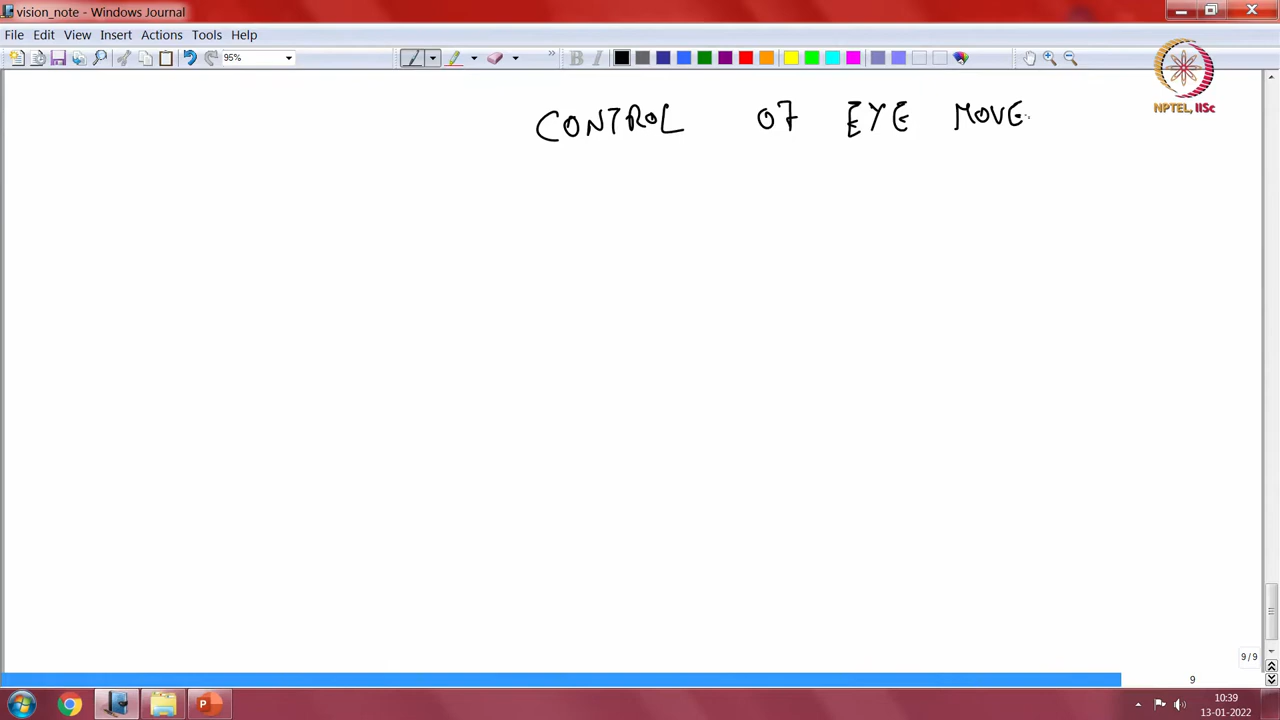 vision_note - Windows Journal
File Edit View Insert Actions Tools Help
95%
NPTEL, IISc
CONTROL OF EYE MOVE
9/9
9
10:39
13-01-2022